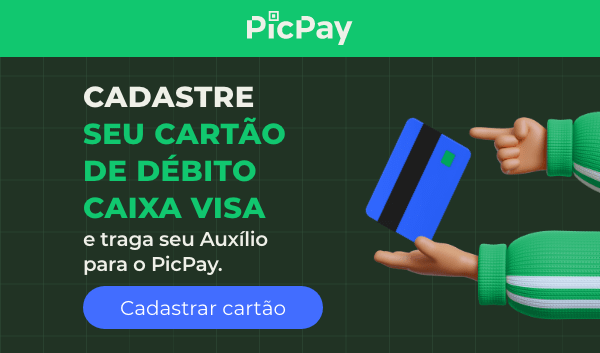 PicPay
CADASTRE
SEU CARTÃO
DE DÉBITO
CAIXA VISA
e traga seu Auxílio
para o PicPay.
Cadastrar cartão